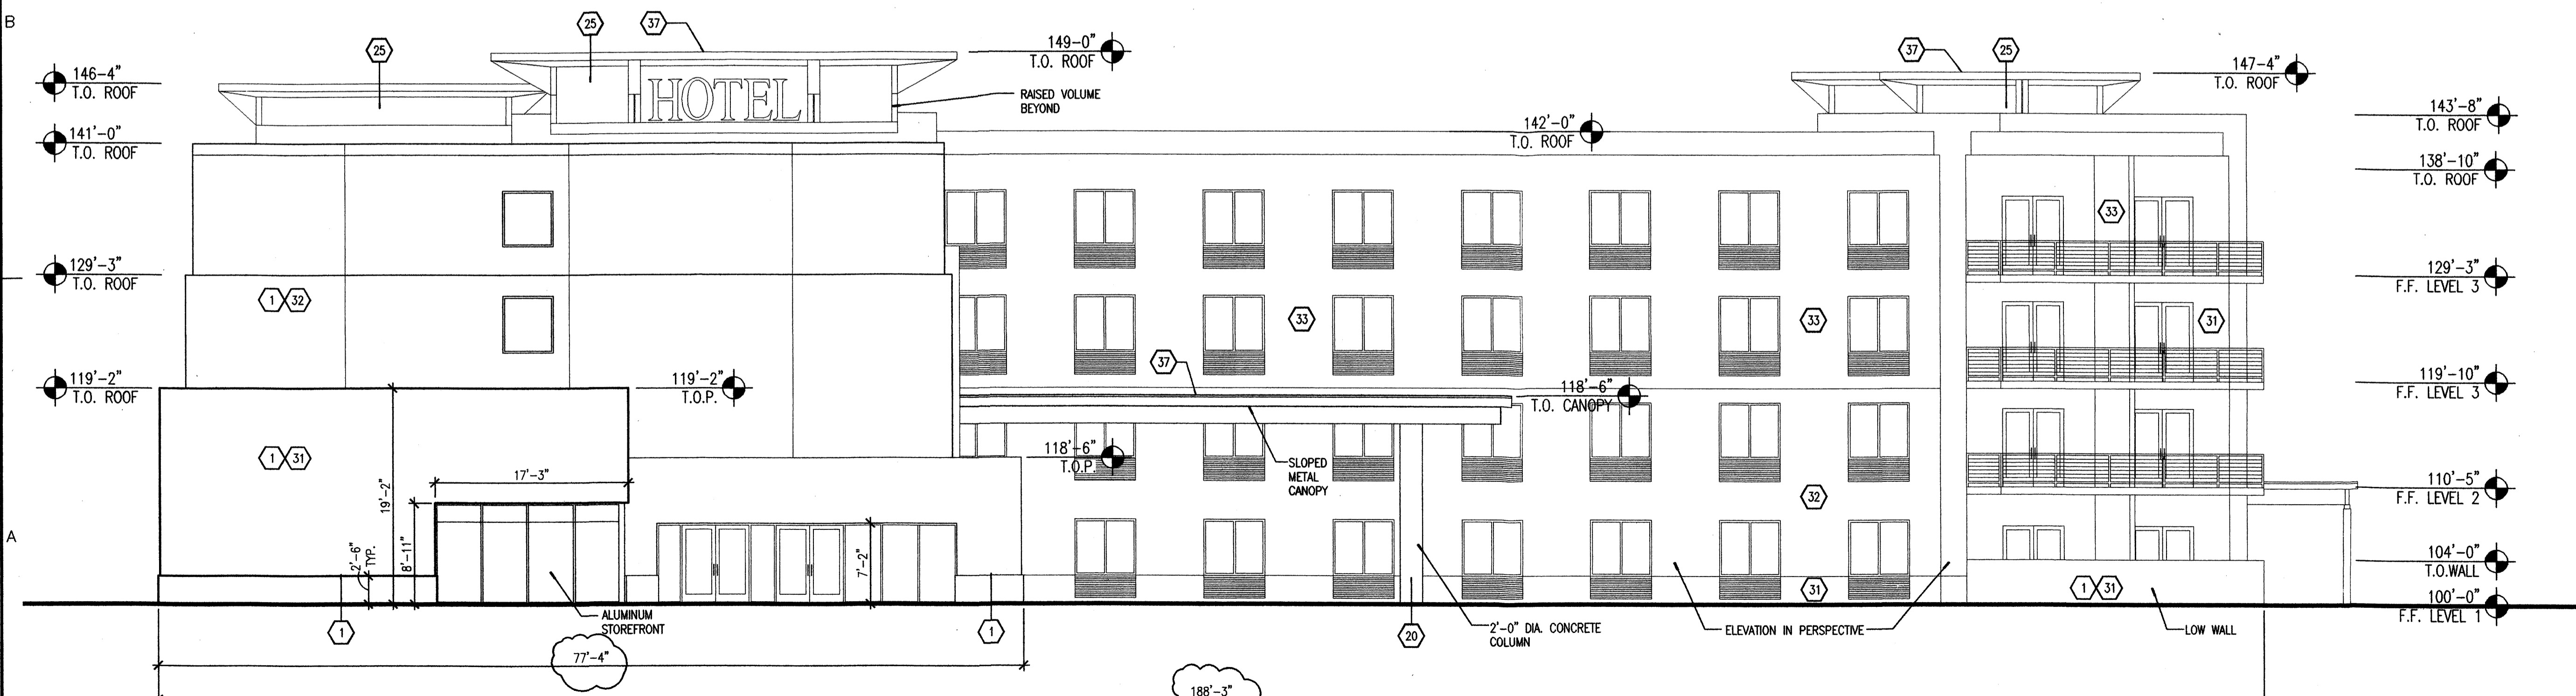 B
25
37
149-0"
T.O. ROOF
37
25
25
146-4"
T.O. ROOF
HOTEL
RAISED VOLUME
BEYOND
147-4"
T.O. ROOF
143'-8"
T.O. ROOF
141'-0"
T.O. ROOF
142'-0"
T.O. ROOF
138'-10"
T.O. ROOF
33
129'-3"
T.O. ROOF
129'-3"
F.F. LEVEL 3
1 32
33
33
31
37
119'-2"
T.O. ROOF
119'-2"
T.O.P.
118'-6"
T.O. CANOPY
119'-10"
F.F. LEVEL 3
118'-6"
T.O.P.
1 31
SLOPED
METAL
CANOPY
17'-3"
19'-2"
32
110'-5"
F.F. LEVEL 2
A
2'-6"
TYP.
8'-11"
7'-2"
104'-0"
T.O.WALL
31
1 31
100'-0"
F.F. LEVEL 1
ALUMINUM
STOREFRONT
1
1
20
2'-0" DIA. CONCRETE
COLUMN
ELEVATION IN PERSPECTIVE
LOW WALL
77'-4"
188'-3"